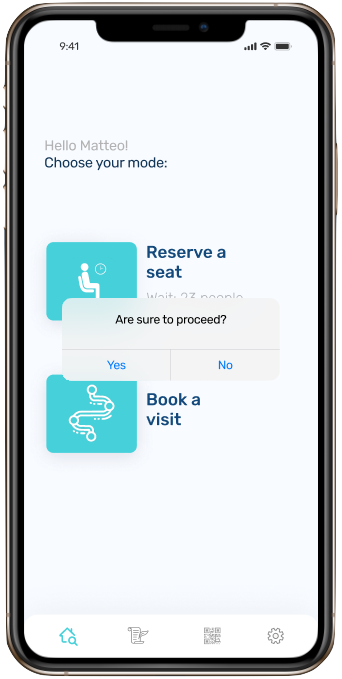 9:41
Hello Matteo!
Choose your mode:
Reserve a
seat
Wait: 23 people
Are sure to proceed?
Yes
No
Book a
visit